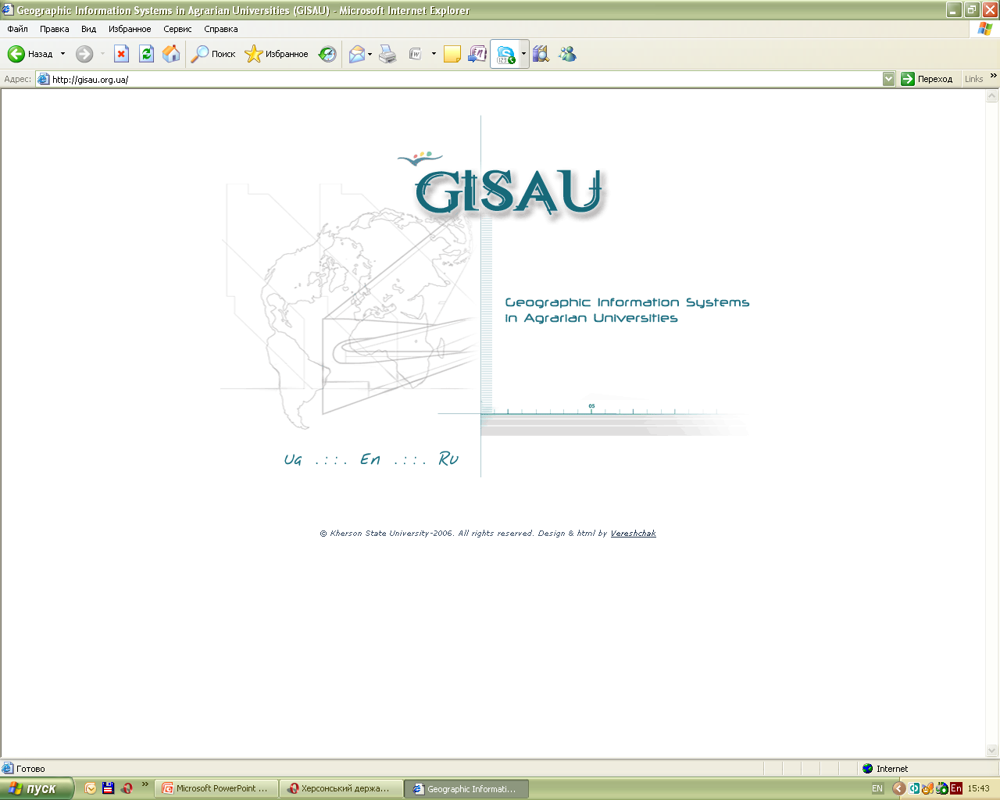 Geographic Information Systems in Agrarian Universities (GISAU) - Microsoft Internet Explorer
Файл Правка Вид Избранное Сервис Справка
Назад Поиск Избранное
Адрес: http://gisau.org.ua/ Переход Links
GISAU
Geographic Information Systems
in Agrarian Universities
05
Ua .::. En .::. Ru
© Kherson State University-2006. All rights reserved. Design & html by Vereshchak
Готово Internet
пуск Microsoft PowerPoint ... Херсонський держа... Geographic Informati... EN En 15:43